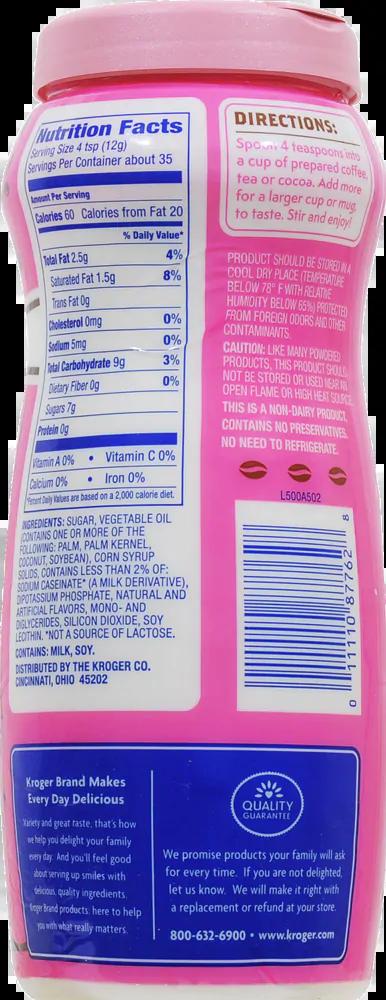 Nutrition Facts
Serving Size 4 tsp (12g)
Servings Per Container about 35
Amount Per Serving
Calories 60 Calories from Fat 20
% Daily Value*
Total Fat 2.5g 4%
Saturated Fat 1.5g 8%
Trans Fat 0g
Cholesterol 0mg 0%
Sodium 5mg 0%
Total Carbohydrate 9g 3%
Dietary Fiber 0g 0%
Sugars 7g
Protein 0g
Vitamin A 0% • Vitamin C 0%
Calcium 0% • Iron 0%
*Percent Daily Values are based on a 2,000 calorie diet.
INGREDIENTS: SUGAR, VEGETABLE OIL
(CONTAINS ONE OR MORE OF THE
FOLLOWING: PALM, PALM KERNEL,
COCONUT, SOYBEAN), CORN SYRUP
SOLIDS, CONTAINS LESS THAN 2% OF:
SODIUM CASEINATE* (A MILK DERIVATIVE),
DIPOTASSIUM PHOSPHATE, NATURAL AND
ARTIFICIAL FLAVORS, MONO- AND
DIGLYCERIDES, SILICON DIOXIDE, SOY
LECITHIN. *NOT A SOURCE OF LACTOSE.
CONTAINS: MILK, SOY.
DISTRIBUTED BY THE KROGER CO.
CINCINNATI, OHIO 45202
DIRECTIONS:
Spoon 4 teaspoons into
a cup of prepared coffee,
tea or cocoa. Add more
for a larger cup or mug,
to taste. Stir and enjoy!
PRODUCT SHOULD BE STORED IN A
COOL DRY PLACE (TEMPERATURE
BELOW 78° F WITH RELATIVE
HUMIDITY BELOW 65%) PROTECTED
FROM FOREIGN ODORS AND OTHER
CONTAMINANTS.
CAUTION: LIKE MANY POWDERED
PRODUCTS, THIS PRODUCT SHOULD
NOT BE STORED OR USED NEAR AN
OPEN FLAME OR HIGH HEAT SOURCE.
THIS IS A NON-DAIRY PRODUCT.
CONTAINS NO PRESERVATIVES.
NO NEED TO REFRIGERATE.
L500A502
0 11110 87762 8
Kroger Brand Makes
Every Day Delicious
Variety and great taste, that's how
we help you delight your family
every day. And you'll feel good
about serving up smiles with
delicious, quality ingredients.
Kroger Brand products, here to help
you with what really matters.
QUALITY
GUARANTEE
We promise products your family will ask
for every time. If you are not delighted,
let us know. We will make it right with
a replacement or refund at your store.
800-632-6900 • www.kroger.com